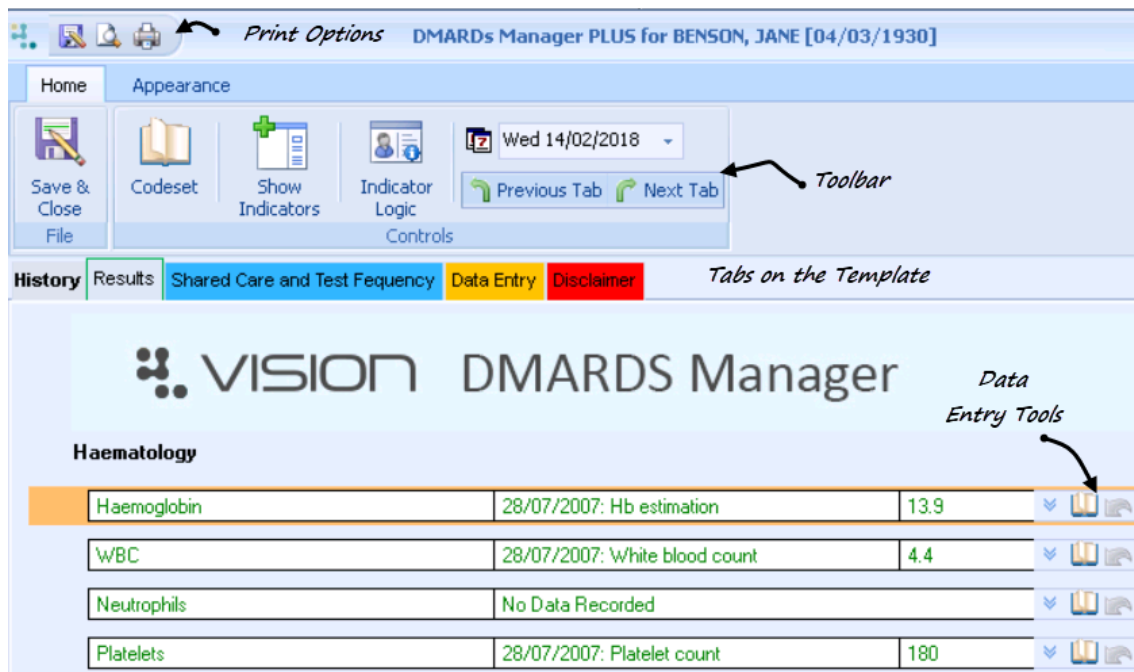 Print Options DMARDs Manager PLUS for BENSON, JANE [04/03/1930]
Home Appearance
Wed 14/02/2018
Save & Close Codeset Show Indicators Indicator Logic Previous Tab Next Tab Toolbar
File Controls
History Results Shared Care and Test Fequency Data Entry Disclaimer Tabs on the Template
VISION DMARDS Manager
Data
Entry Tools
Haematology
Haemoglobin 28/07/2007: Hb estimation 13.9
WBC 28/07/2007: White blood count 4.4
Neutrophils No Data Recorded
Platelets 28/07/2007: Platelet count 180